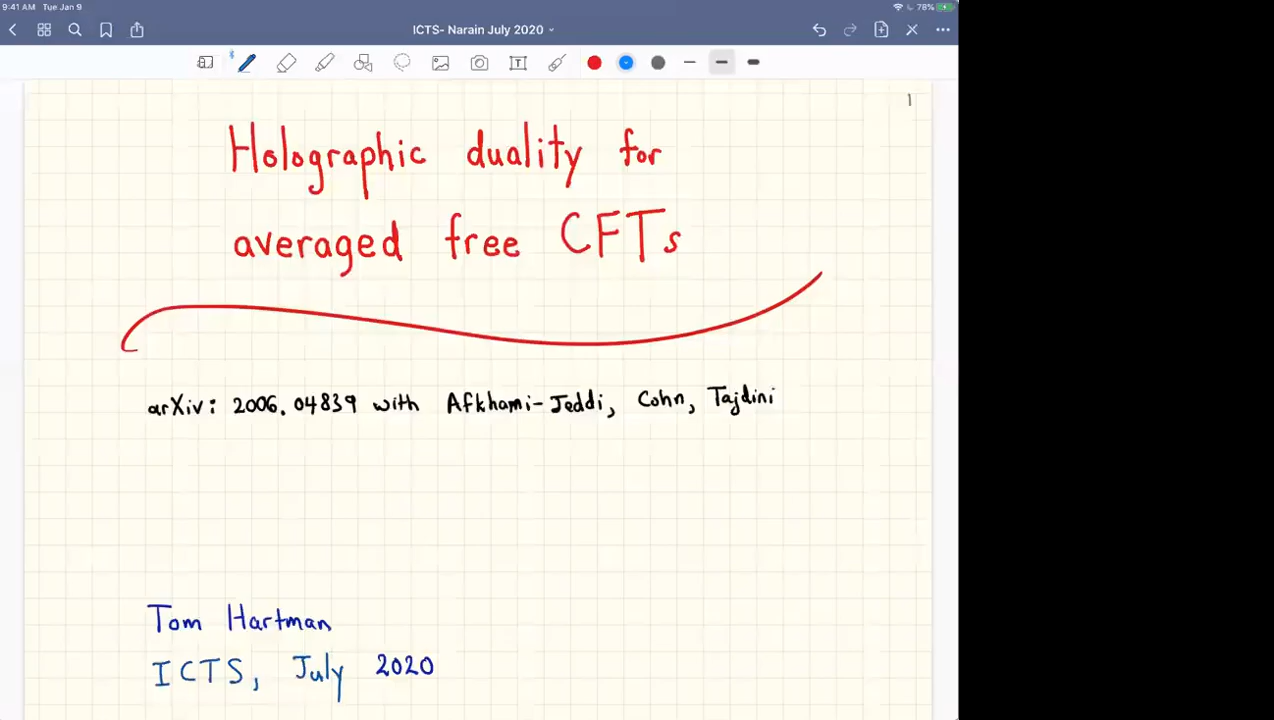 9:41 AM Tue Jan 9
78%
ICTS- Narain July 2020
1
Holographic duality for
averaged free CFTs
arXiv: 2006.04839 with Afkhami-Jeddi, Cohn, Tajdini
Tom Hartman
ICTS, July 2020